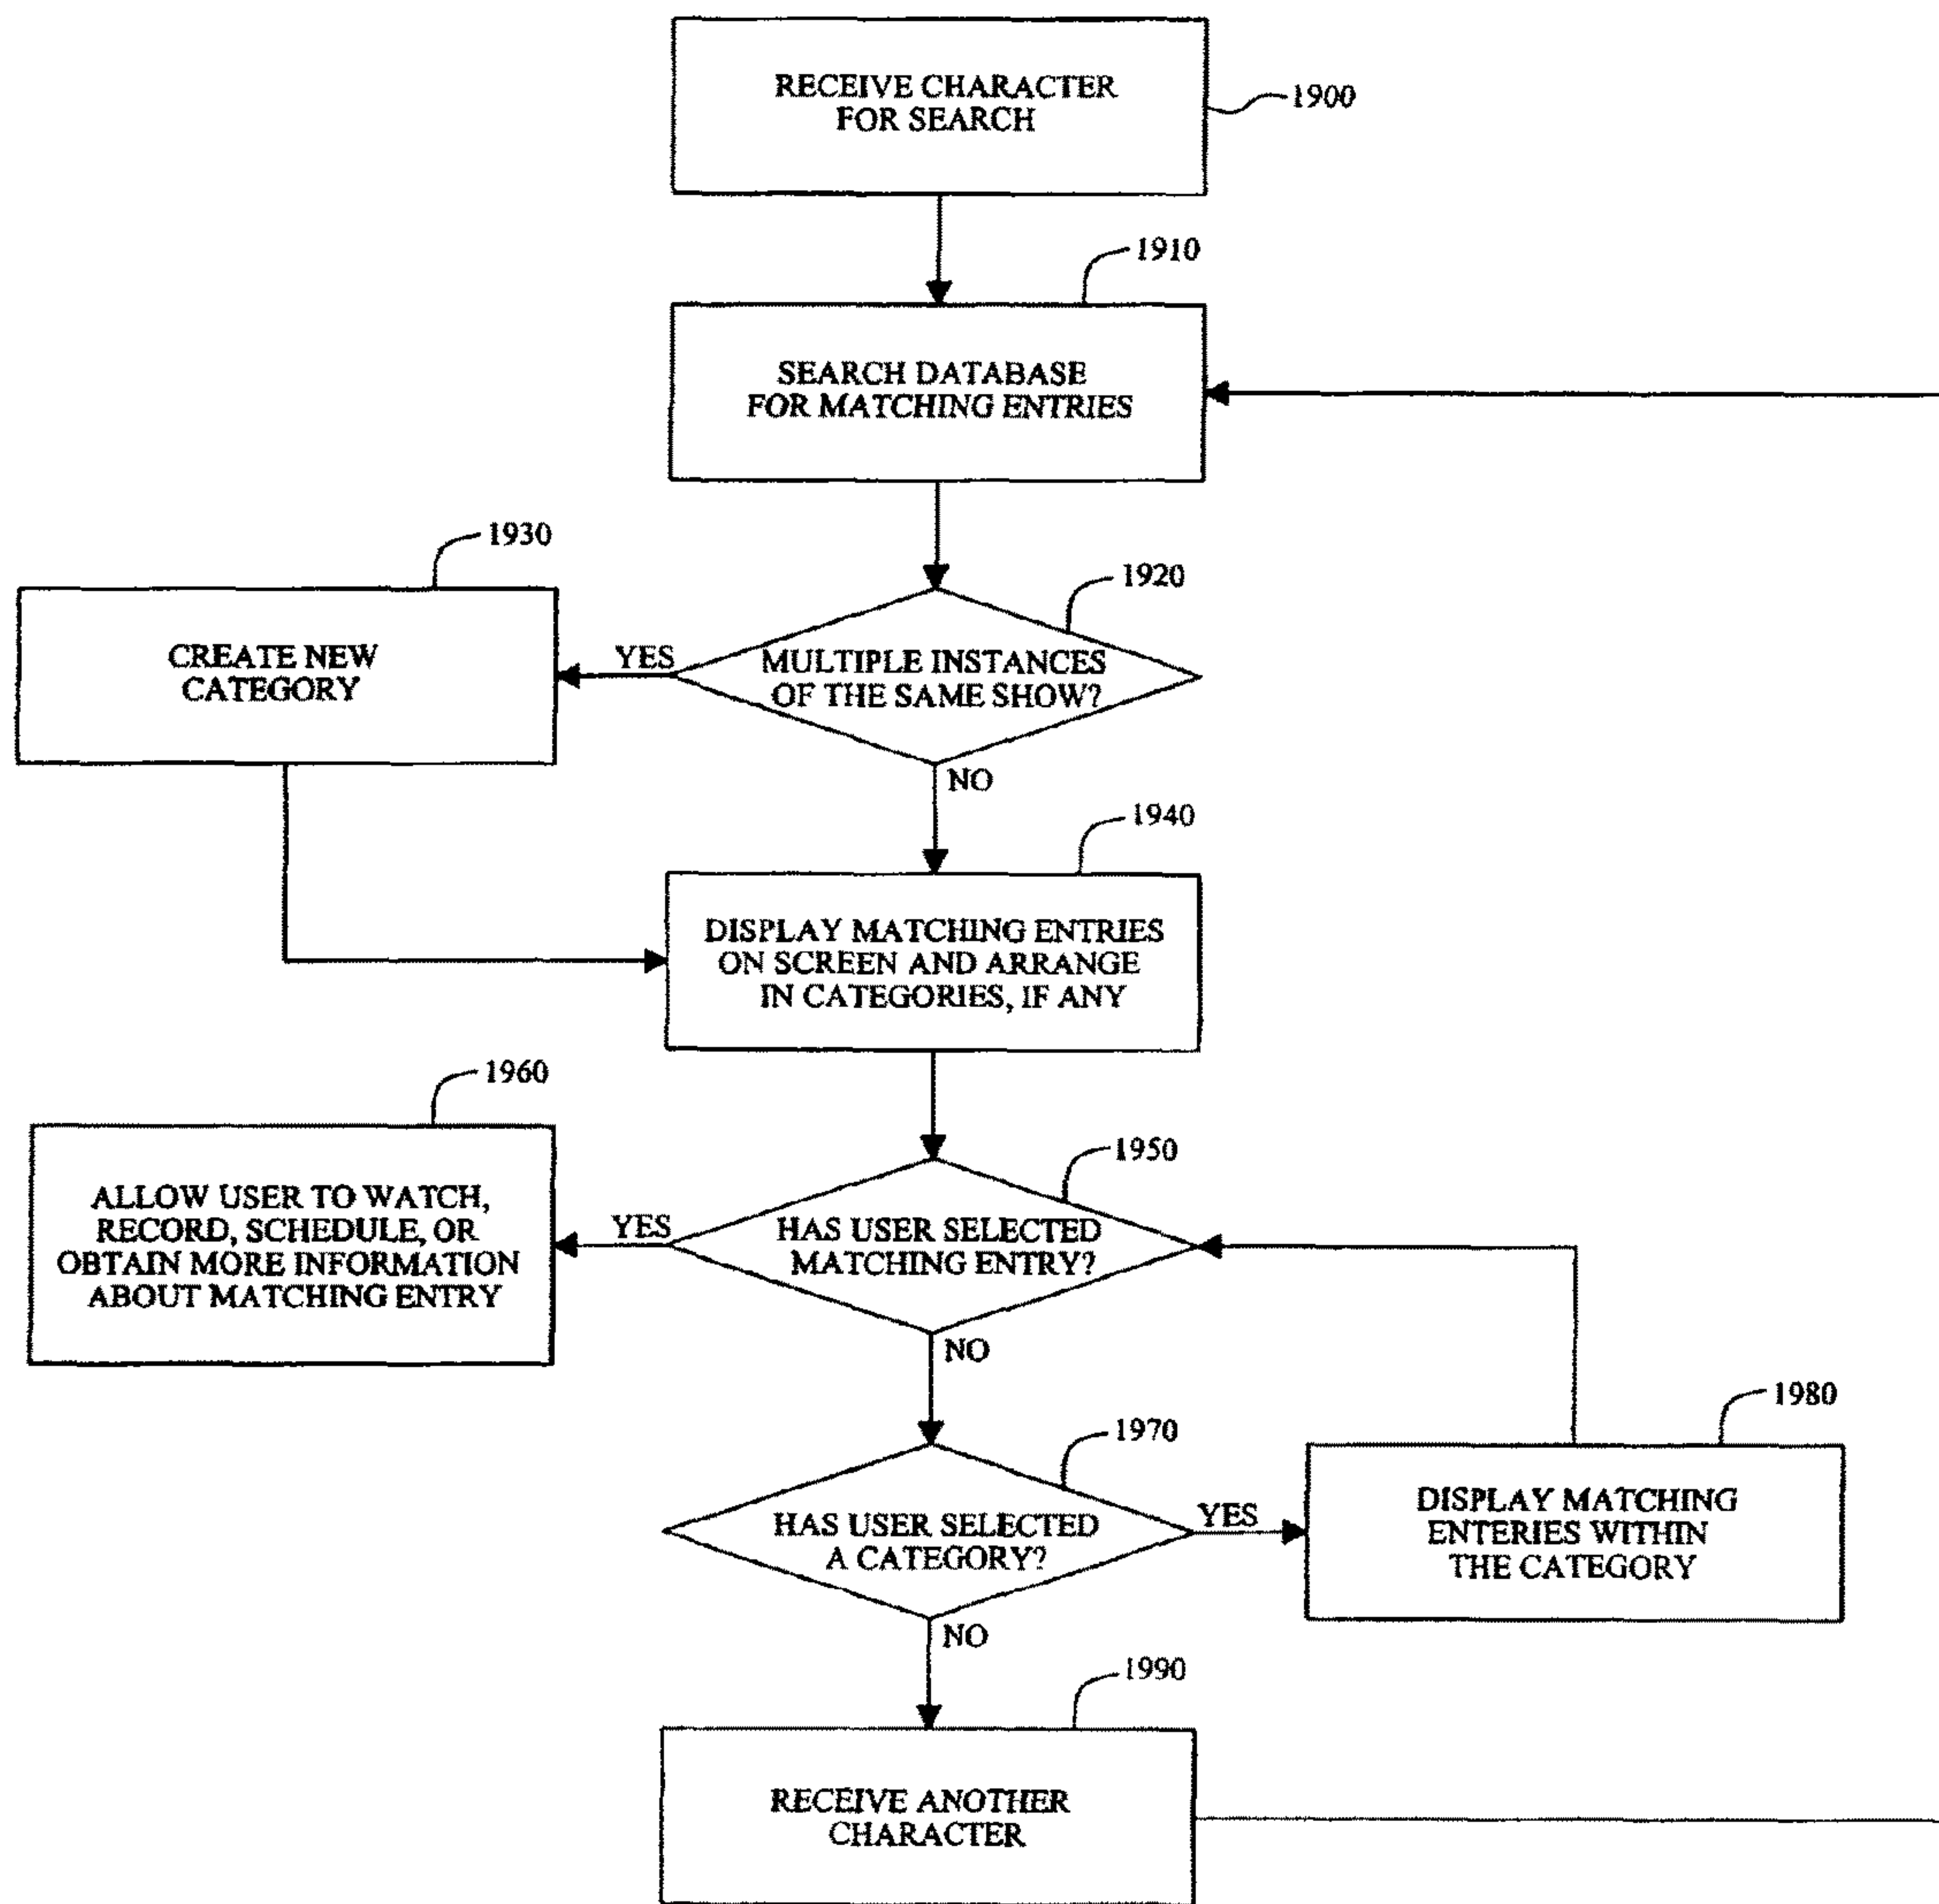 RECEIVE CHARACTER
FOR SEARCH
1900
1910
SEARCH DATABASE
FOR MATCHING ENTRIES
1930
1920
CREATE NEW
CATEGORY
YES
MULTIPLE INSTANCES
OF THE SAME SHOW?
NO
1940
DISPLAY MATCHING ENTRIES
ON SCREEN AND ARRANGE
IN CATEGORIES, IF ANY
1960
1950
ALLOW USER TO WATCH,
RECORD, SCHEDULE, OR
OBTAIN MORE INFORMATION
ABOUT MATCHING ENTRY
YES
HAS USER SELECTED
MATCHING ENTRY?
NO
1980
1970
HAS USER SELECTED
A CATEGORY?
YES
DISPLAY MATCHING
ENTERIES WITHIN
THE CATEGORY
NO
1990
RECEIVE ANOTHER
CHARACTER